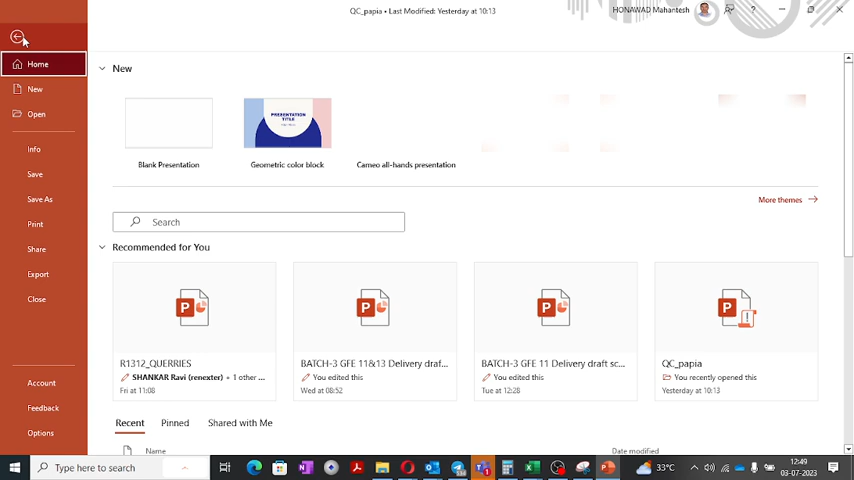 QC_papia • Last Modified: Yesterday at 10:13
HONAWAD Mahantesh
?
Home
New
Open
Info
Save
Save As
Print
Share
Export
Close
Account
Feedback
Options
New
PRESENTATION
TITLE
Blank Presentation
Geometric color block
Cameo all-hands presentation
More themes
Search
Recommended for You
R1312_QUERRIES
SHANKAR Ravi (renexter) + 1 other ...
Fri at 11:08
BATCH-3 GFE 11&13 Delivery draf...
You edited this
Wed at 08:52
BATCH-3 GFE 11 Delivery draft sc...
You edited this
Tue at 12:28
QC_papia
You recently opened this
Yesterday at 10:13
Recent
Pinned
Shared with Me
Name
Date modified
Type here to search
33°C
12:49
03-07-2023